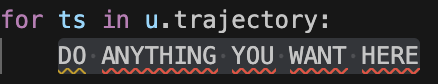 for ts in u.trajectory:
    DO ANYTHING YOU WANT HERE